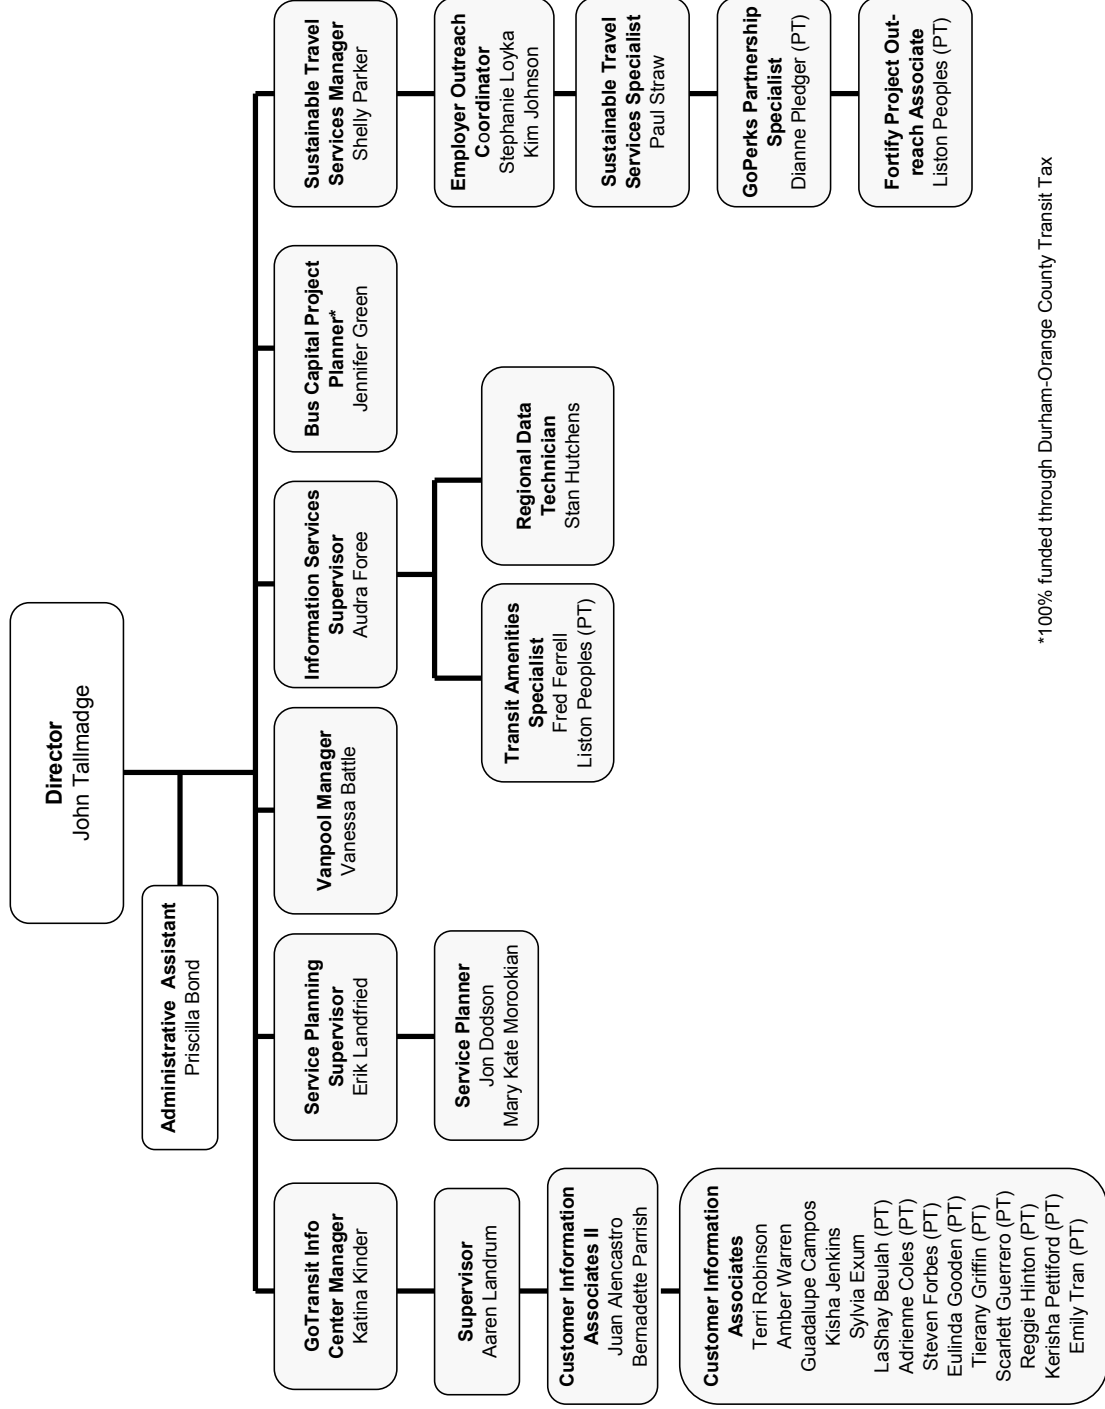 Director
John Tallmadge
Administrative Assistant
Priscilla Bond
GoTransit Info
Center Manager
Katina Kinder
Service Planning
Supervisor
Erik Landfried
Vanpool Manager
Vanessa Battle
Information Services
Supervisor
Audra Foree
Bus Capital Project
Planner*
Jennifer Green
Sustainable Travel
Services Manager
Shelly Parker
Supervisor
Aaren Landrum
Service Planner
Jon Dodson
Mary Kate Morookian
Transit Amenities
Specialist
Fred Ferrell
Liston Peoples (PT)
Regional Data
Technician
Stan Hutchens
Employer Outreach
Coordinator
Stephanie Loyka
Kim Johnson
Customer Information
Associates II
Juan Alencastro
Bernadette Parrish
Sustainable Travel
Services Specialist
Paul Straw
Customer Information
Associates
Terri Robinson
Amber Warren
Guadalupe Campos
Kisha Jenkins
Sylvia Exum
LaShay Beulah (PT)
Adrienne Coles (PT)
Steven Forbes (PT)
Eulinda Gooden (PT)
Tierany Griffin (PT)
Scarlett Guerrero (PT)
Reggie Hinton (PT)
Kerisha Pettiford (PT)
Emily Tran (PT)
GoPerks Partnership
Specialist
Dianne Pledger (PT)
Fortify Project Out-
reach Associate
Liston Peoples (PT)
*100% funded through Durham-Orange County Transit Tax